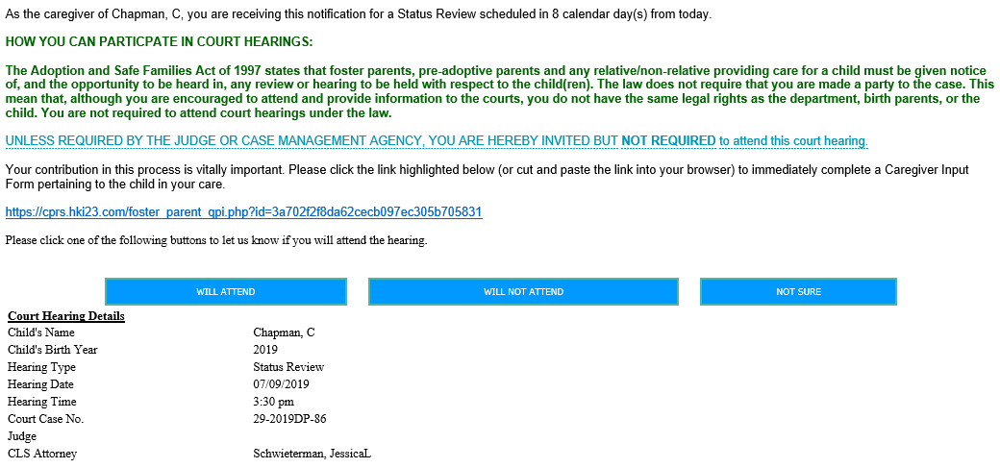 As the caregiver of Chapman, C, you are receiving this notification for a Status Review scheduled in 8 calendar day(s) from today.
HOW YOU CAN PARTICPATE IN COURT HEARINGS:
The Adoption and Safe Families Act of 1997 states that foster parents, pre-adoptive parents and any relative/non-relative providing care for a child must be given notice
of, and the opportunity to be heard in, any review or hearing to be held with respect to the child(ren). The law does not require that you are made a party to the case. This
mean that, although you are encouraged to attend and provide information to the courts, you do not have the same legal rights as the department, birth parents, or the
child. You are not required to attend court hearings under the law.
UNLESS REQUIRED BY THE JUDGE OR CASE MANAGEMENT AGENCY, YOU ARE HEREBY INVITED BUT NOT REQUIRED to attend this court hearing.
Your contribution in this process is vitally important. Please click the link highlighted below (or cut and paste the link into your browser) to immediately complete a Caregiver Input
Form pertaining to the child in your care.
https://cprs.hki23.com/foster_parent_qpi.php?id=3a702f2f8da62cecb097ec305b705831
Please click one of the following buttons to let us know if you will attend the hearing.
WILL ATTEND WILL NOT ATTEND NOT SURE
Court Hearing Details
Child's Name Chapman, C
Child's Birth Year 2019
Hearing Type Status Review
Hearing Date 07/09/2019
Hearing Time 3:30 pm
Court Case No. 29-2019DP-86
Judge
CLS Attorney Schwieterman, JessicaL